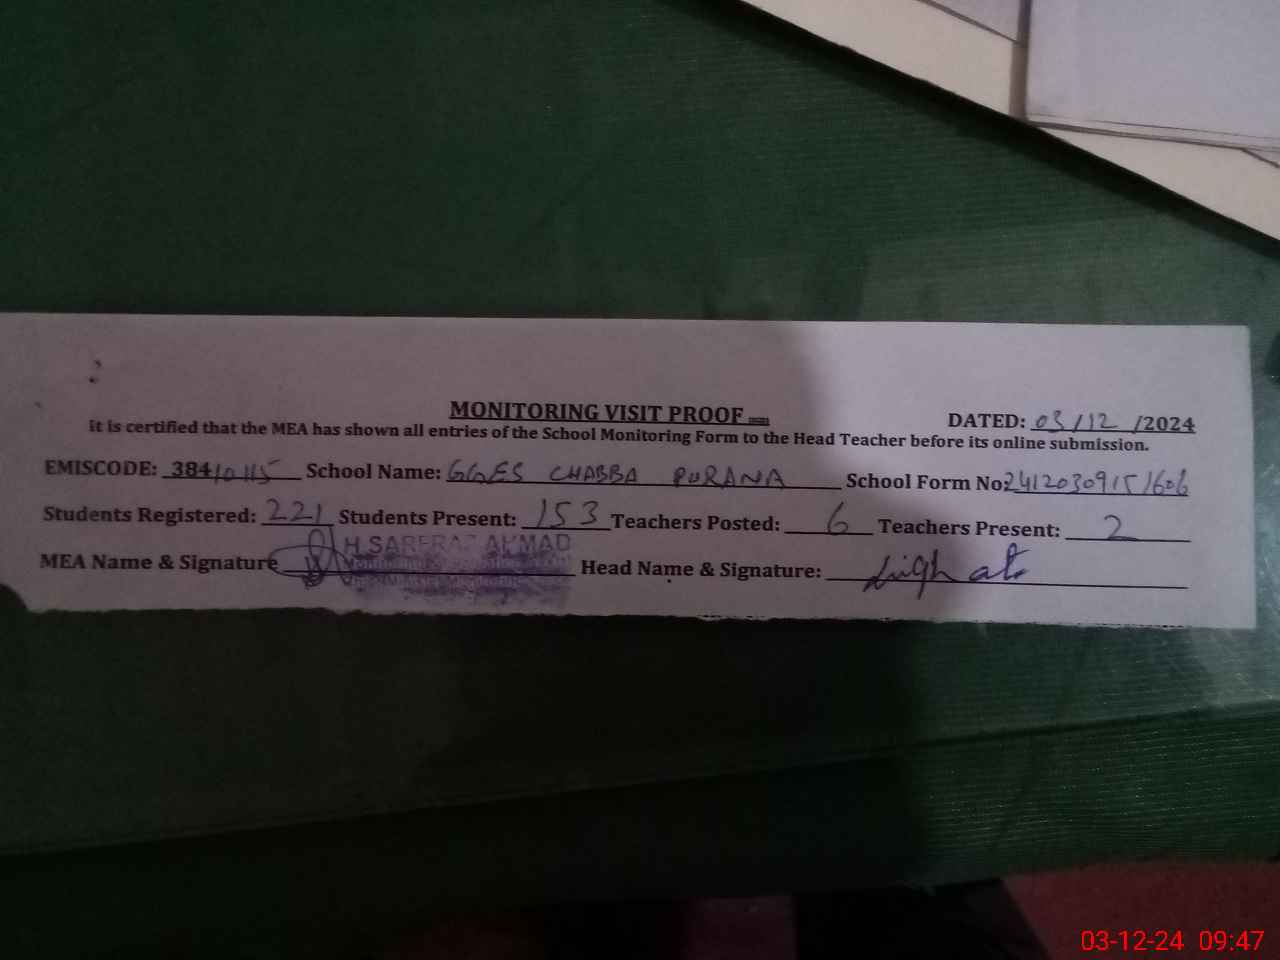 MONITORING VISIT PROOF
DATED: 03/12/2024
It is certified that the MEA has shown all entries of the School Monitoring Form to the Head Teacher before its online submission.
EMISCODE: 38410115 School Name: GGES CHABBA PURANA School Form No: 24120309151606
Students Registered: 221 Students Present: 153 Teachers Posted: 6 Teachers Present: 2
MEA Name & Signature H.SARFRAZ AHMAD Head Name & Signature:
03-12-24 09:47